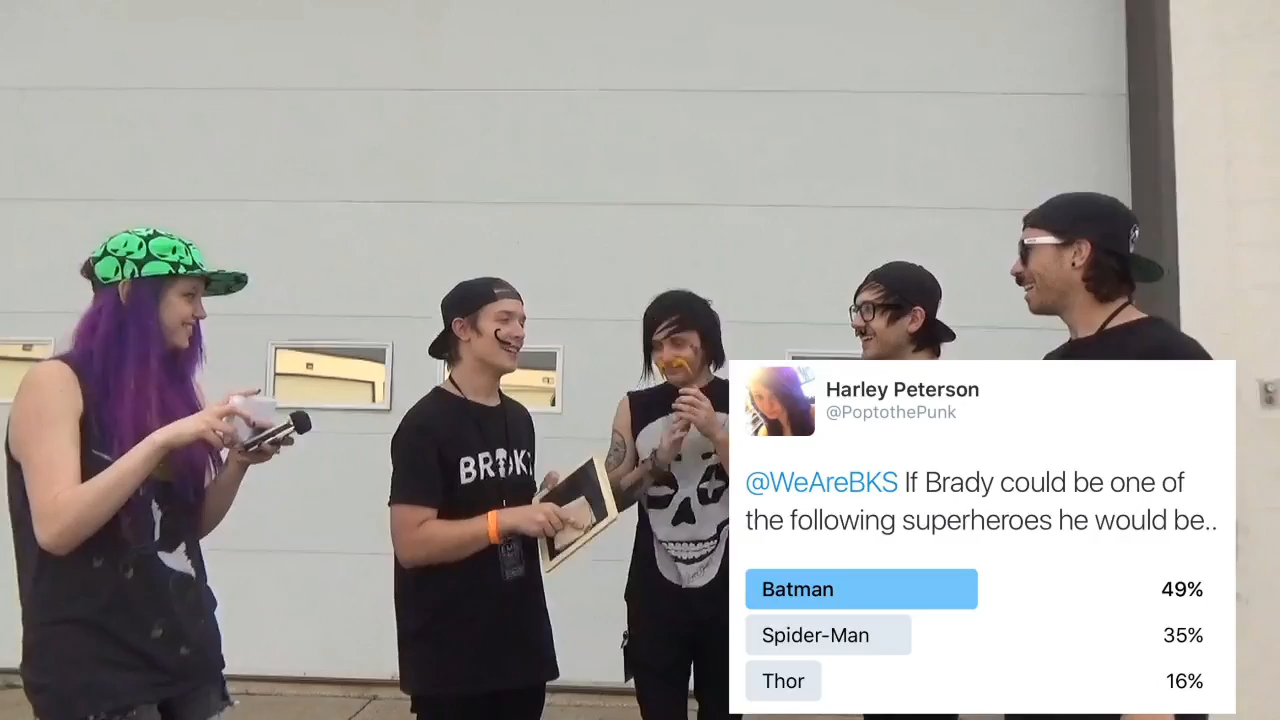 BROK
Harley Peterson
@PoptothePunk
@WeAreBKS If Brady could be one of
the following superheroes he would be..
Batman 49%
Spider-Man 35%
Thor 16%